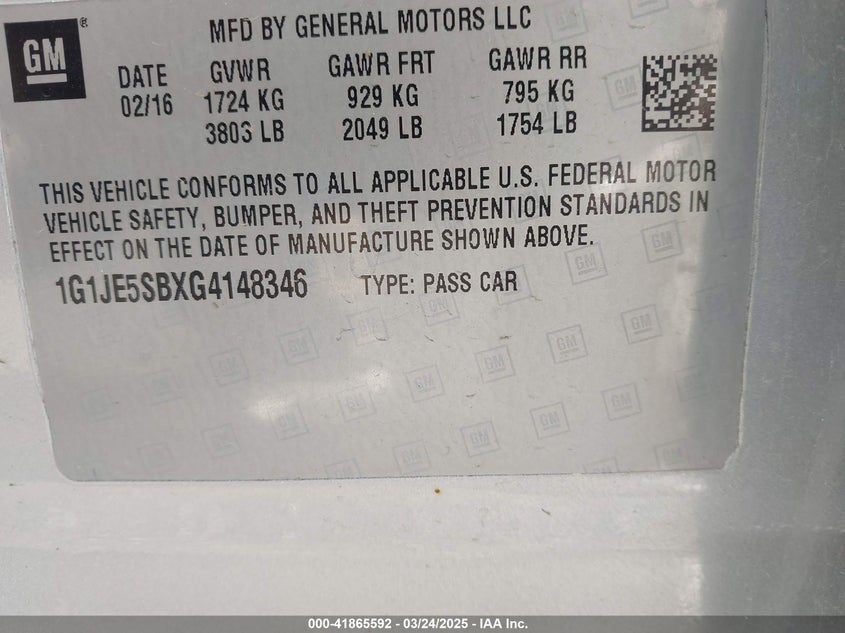 GM ®
MFD BY GENERAL MOTORS LLC
DATE GVWR GAWR FRT GAWR RR
02/16 1724 KG 929 KG 795 KG
3803 LB 2049 LB 1754 LB
THIS VEHICLE CONFORMS TO ALL APPLICABLE U.S. FEDERAL MOTOR
VEHICLE SAFETY, BUMPER, AND THEFT PREVENTION STANDARDS IN
EFFECT ON THE DATE OF MANUFACTURE SHOWN ABOVE.
1G1JE5SBXG4148346 TYPE: PASS CAR
000-41865592 - 03/24/2025 - IAA Inc.